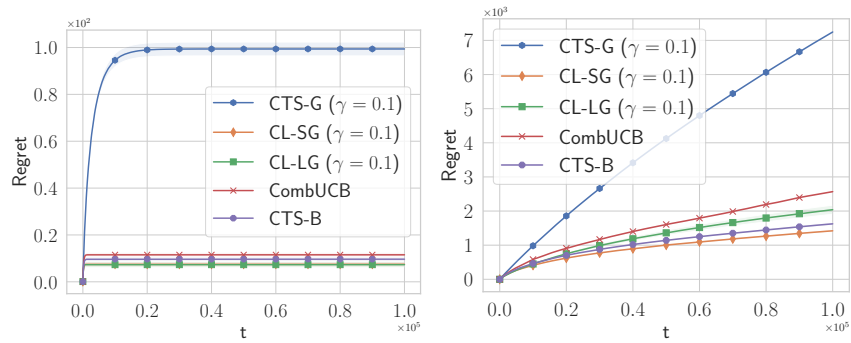 ×10²
1.0
0.8
0.6
0.4
0.2
0.0
Regret
CTS-G (γ = 0.1)
CL-SG (γ = 0.1)
CL-LG (γ = 0.1)
CombUCB
CTS-B
0.0 0.2 0.4 0.6 0.8 1.0
×10⁵
t
×10³
7
6
5
4
3
2
1
0
Regret
CTS-G (γ = 0.1)
CL-SG (γ = 0.1)
CL-LG (γ = 0.1)
CombUCB
CTS-B
0.0 0.2 0.4 0.6 0.8 1.0
×10⁵
t